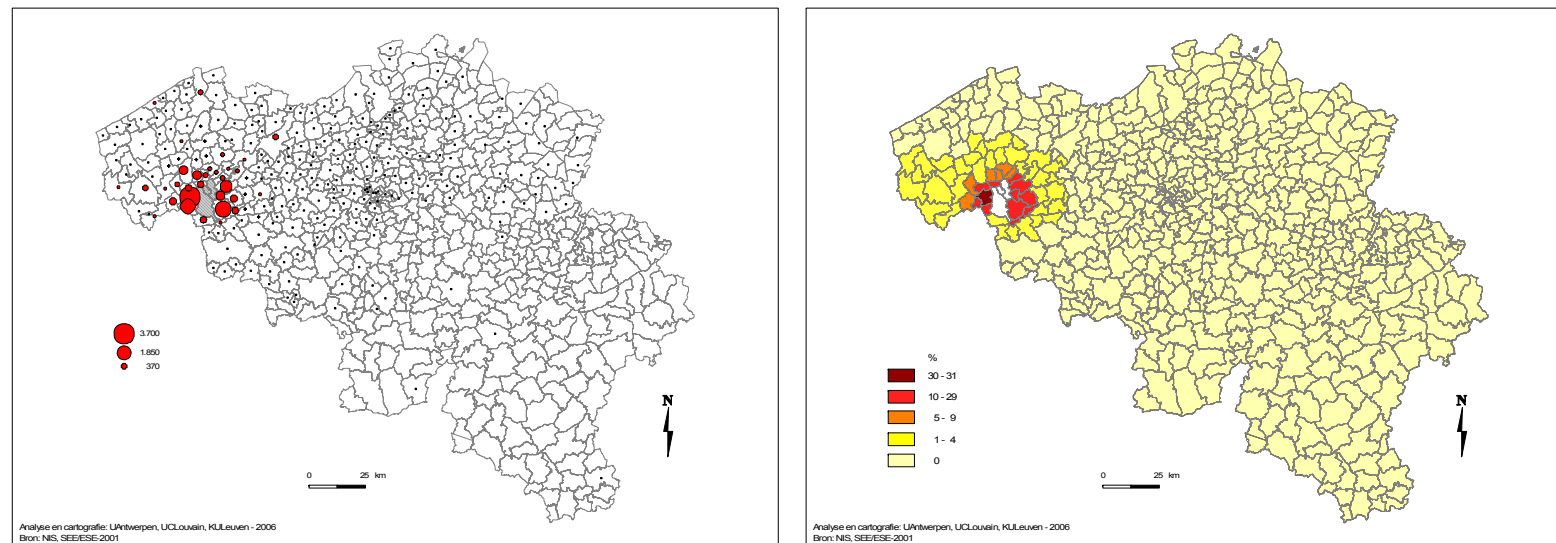 3.700
1.850
370
N
0 25 km
Analyse en cartografie: UAntwerpen, UCLouvain, KULeuven - 2006
Bron: NIS, SEE/ESE-2001
%
30 - 31
10 - 29
5 - 9
1 - 4
0
N
0 25 km
Analyse en cartografie: UAntwerpen, UCLouvain, KULeuven - 2006
Bron: NIS, SEE/ESE-2001